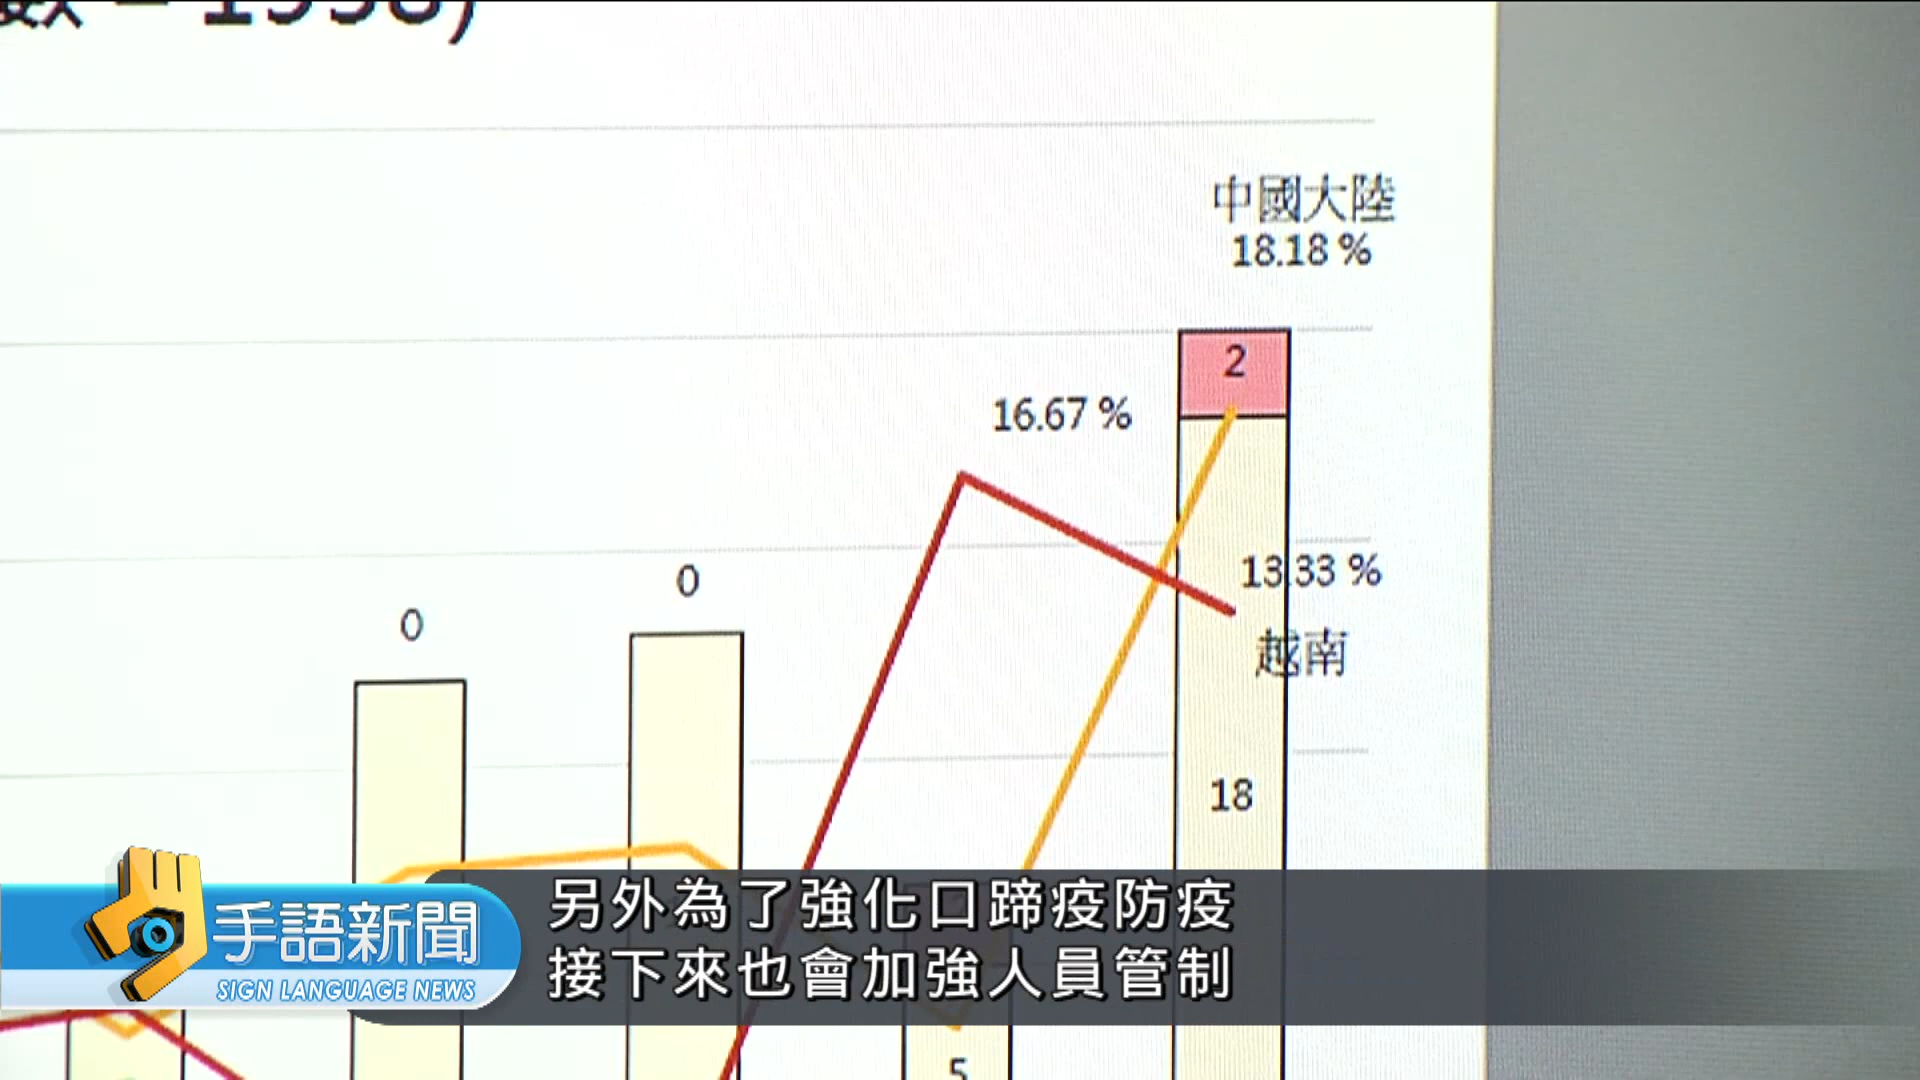 數 = 1998)
中國大陸
18.18 %
2
16.67 %
13.33 %
越南
0
0
18
5
手語新聞
SIGN LANGUAGE NEWS
另外為了強化口蹄疫防疫
接下來也會加強人員管制